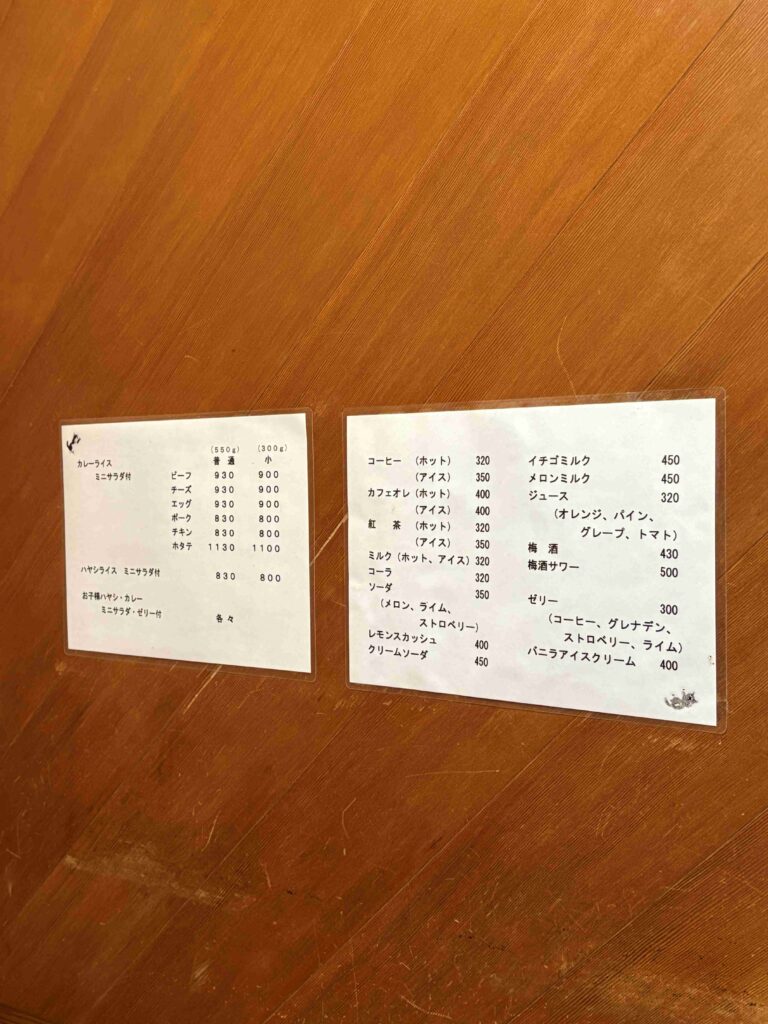 (550g) (300g)
カレーライス 普 通 小
ミニサラダ付 ビーフ 930 900
チーズ 930 900
エッグ 930 900
ポーク 830 800
チキン 830 800
ホタテ 1130 1100
ハヤシライス ミニサラダ付 830 800
お子様ハヤシ・カレー
ミニサラダ・ゼリー付 各々
コーヒー (ホット) 320
(アイス) 350
カフェオレ (ホット) 400
(アイス) 400
紅 茶 (ホット) 320
(アイス) 350
ミルク (ホット、アイス) 320
コーラ 320
ソーダ 350
(メロン、ライム、
ストロベリー)
レモンスカッシュ 400
クリームソーダ 450
イチゴミルク 450
メロンミルク 450
ジュース 320
(オレンジ、パイン、
グレープ、トマト)
梅 酒 430
梅酒サワー 500
ゼリー 300
(コーヒー、グレナデン、
ストロベリー、ライム)
バニラアイスクリーム 400